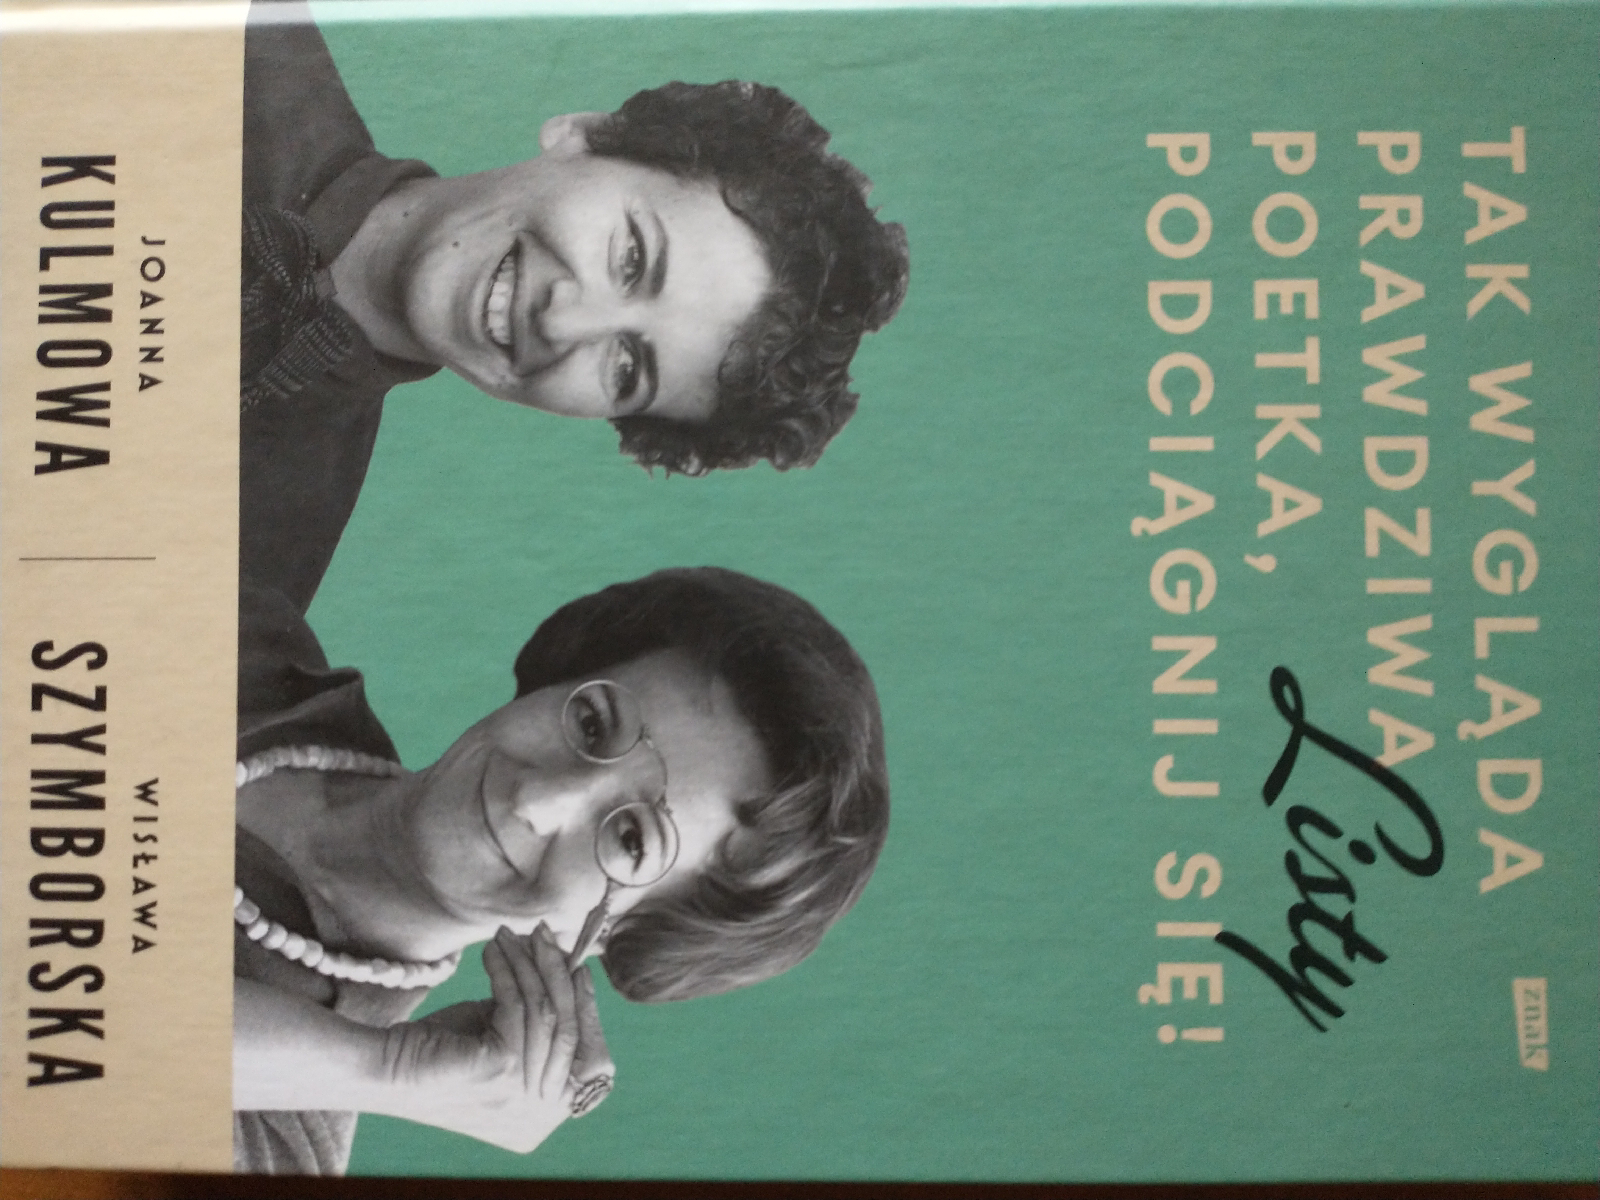 TAK WYGLĄDA
PRAWDZIWA
POETKA,
PODCIĄGNIJ SIĘ!
Listy
znak
JOANNA
KULMOWA
WISŁAWA
SZYMBORSKA